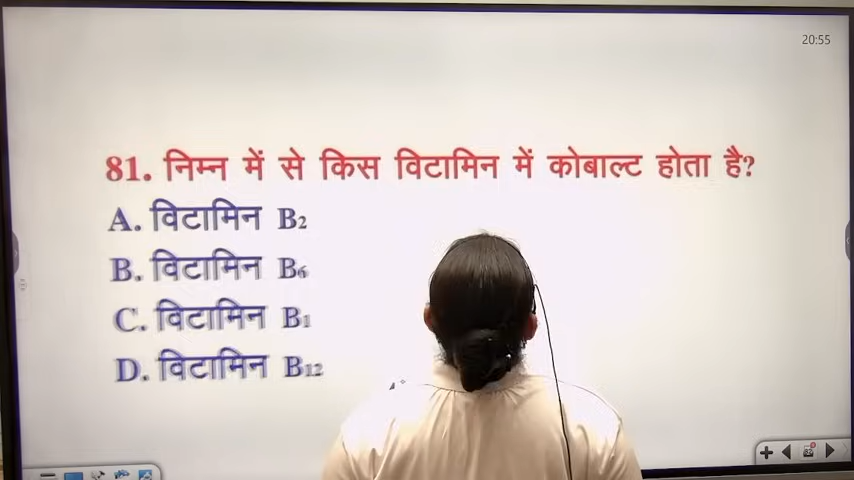 20:55
81. निम्न में से किस विटामिन में कोबाल्ट होता है?
A. विटामिन B2
B. विटामिन B6
C. विटामिन B1
D. विटामिन B12